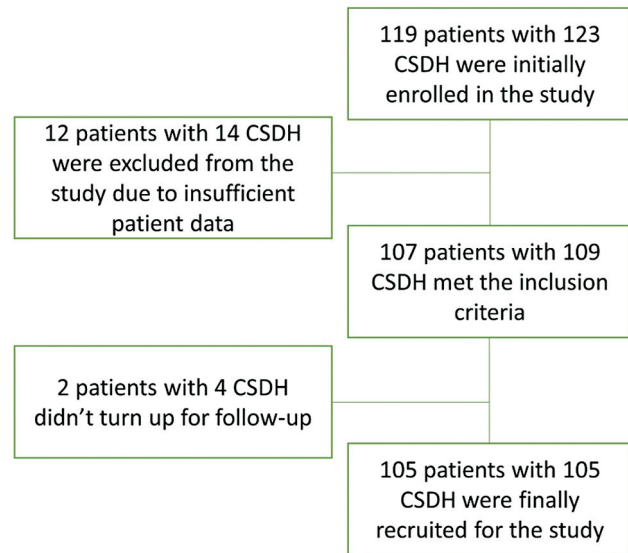 119 patients with 123
CSDH were initially
enrolled in the study
12 patients with 14 CSDH
were excluded from the
study due to insufficient
patient data
107 patients with 109
CSDH met the inclusion
criteria
2 patients with 4 CSDH
didn’t turn up for follow-up
105 patients with 105
CSDH were finally
recruited for the study